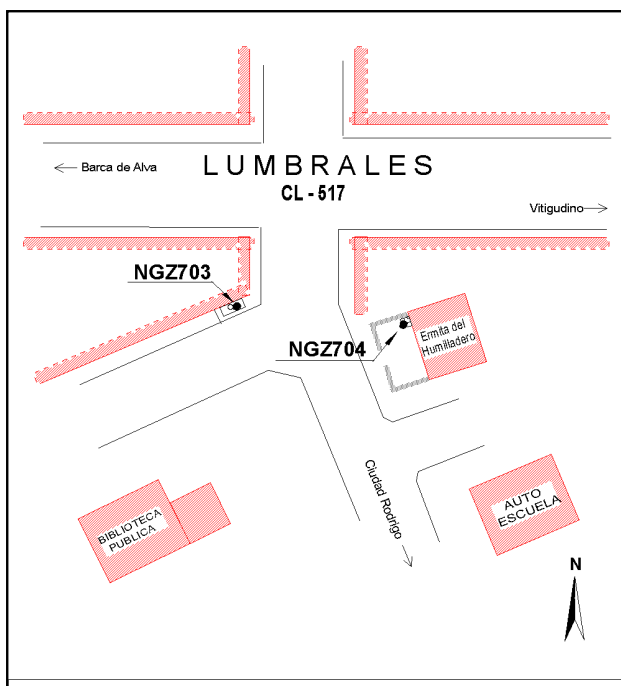 LUMBRALES
CL - 517
Barca de Alva
Vitigudino
NGZ703
NGZ704
Ermita del
Humilladero
Ciudad Rodrigo
BIBLIOTECA
PUBLICA
AUTO
ESCUELA
N